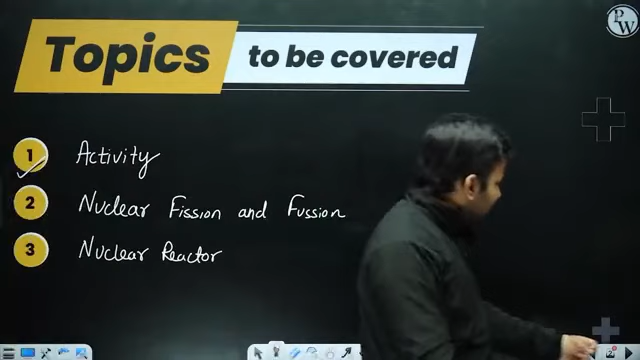 PW
Topics to be covered
1 Activity
2 Nuclear Fission and Fussion
3 Nuclear Reactor